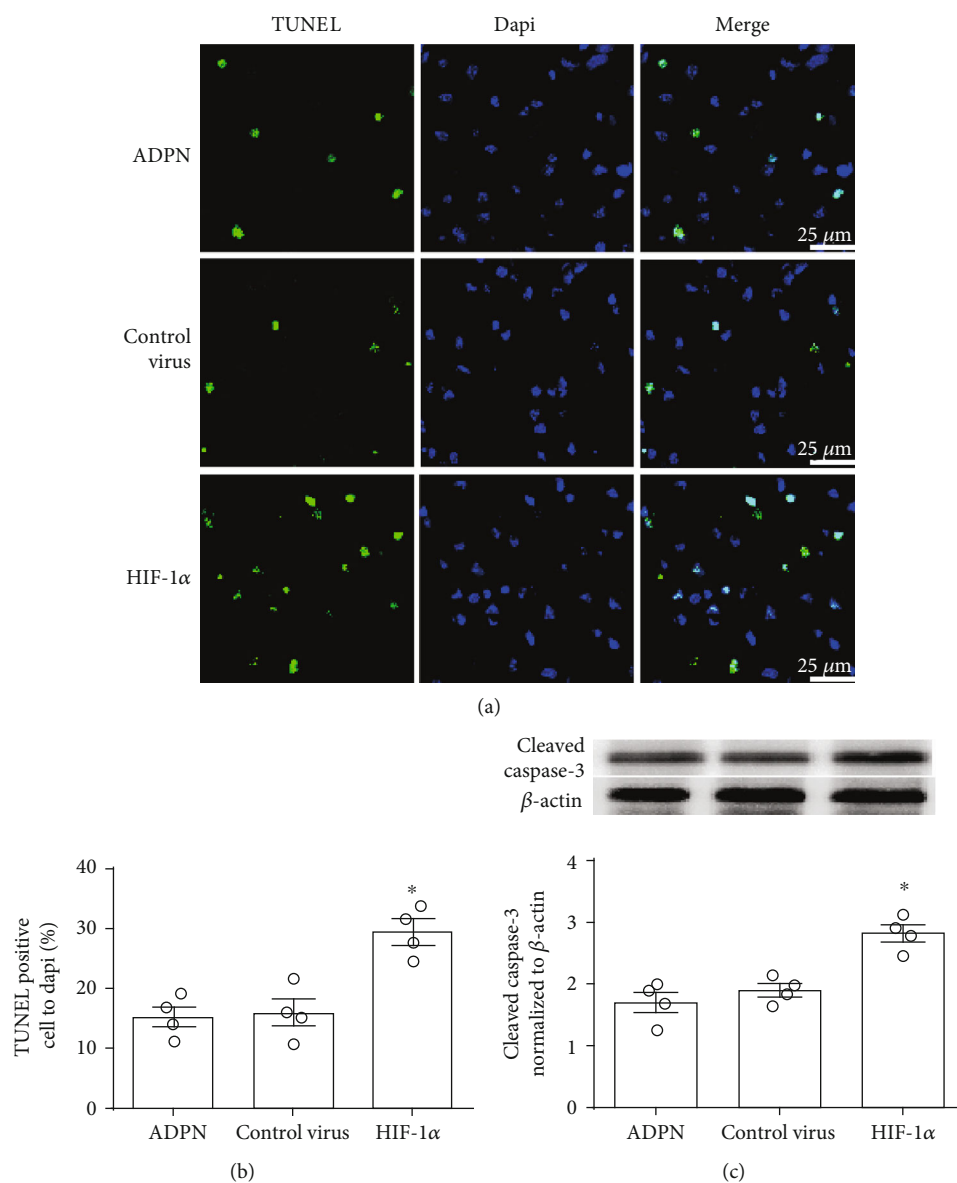 TUNEL Dapi Merge
ADPN
25 μm
Control
virus
25 μm
HIF-1α
25 μm
(a)
Cleaved
caspase-3
β-actin
TUNEL positive
cell to dapi (%)
40
30
20
10
0
*
ADPN Control virus HIF-1α
(b)
Cleaved caspase-3
normalized to β-actin
4
3
2
1
0
*
ADPN Control virus HIF-1α
(c)